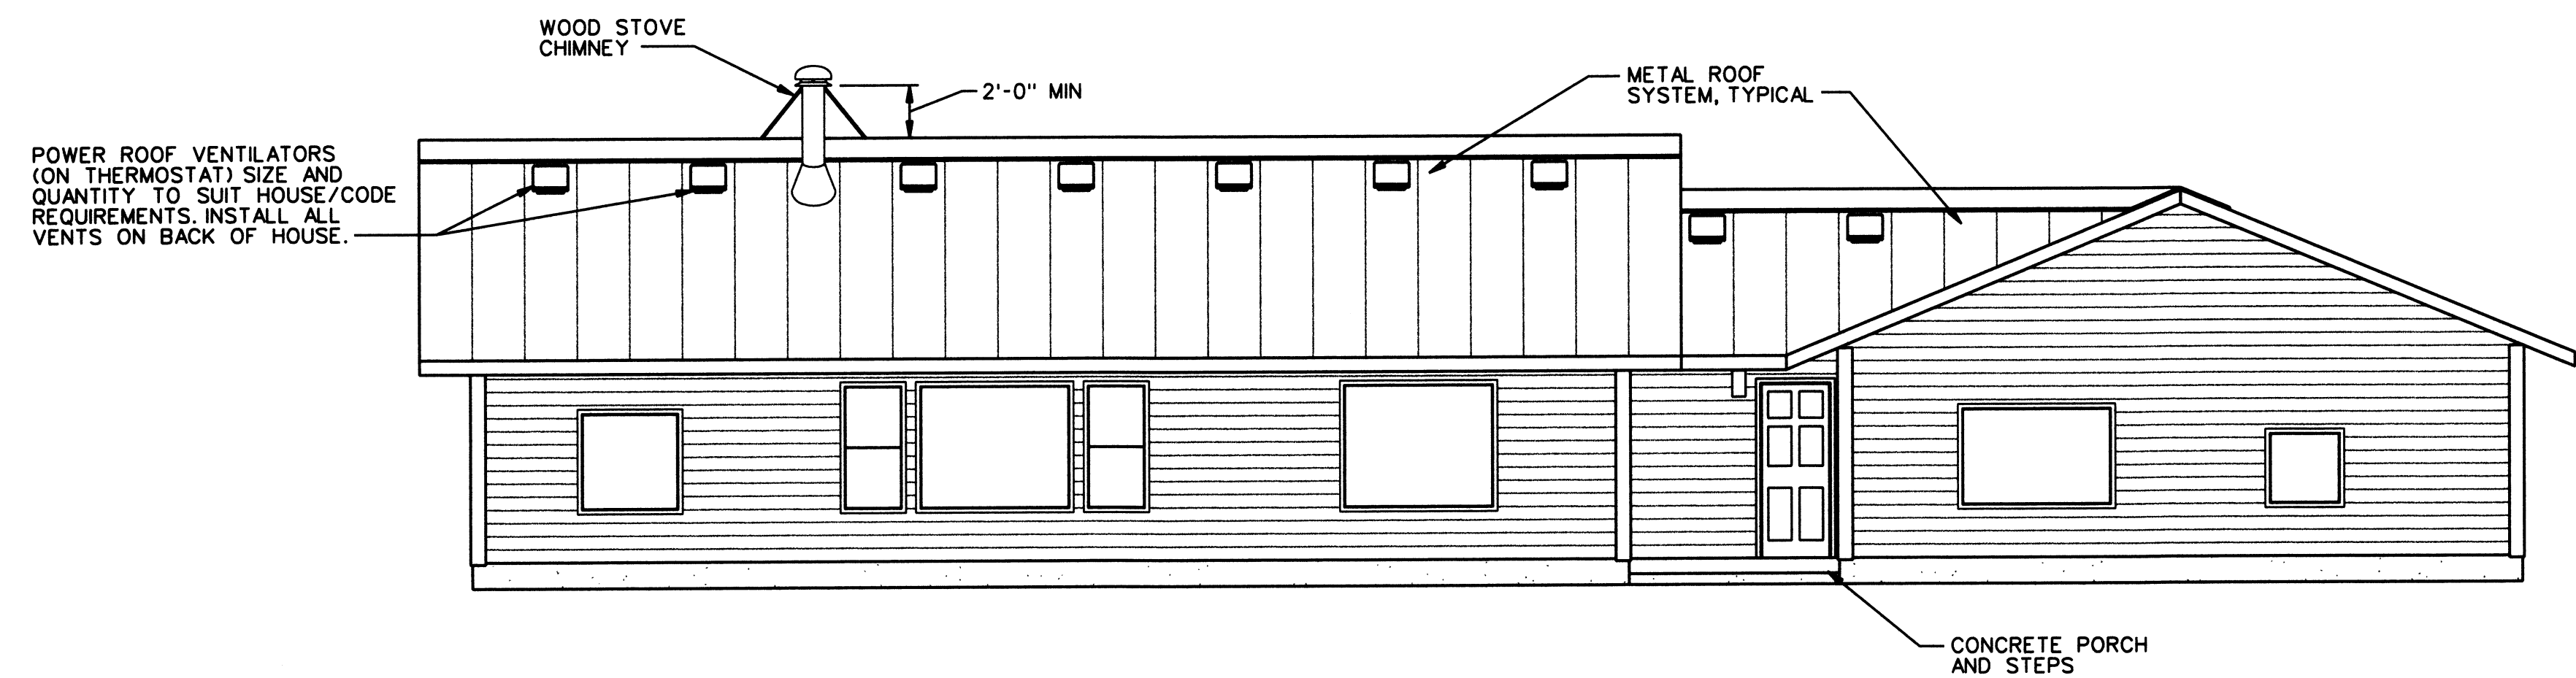 WOOD STOVE
CHIMNEY
2'-0" MIN
METAL ROOF
SYSTEM, TYPICAL
POWER ROOF VENTILATORS
(ON THERMOSTAT) SIZE AND
QUANTITY TO SUIT HOUSE/CODE
REQUIREMENTS. INSTALL ALL
VENTS ON BACK OF HOUSE.
CONCRETE PORCH
AND STEPS